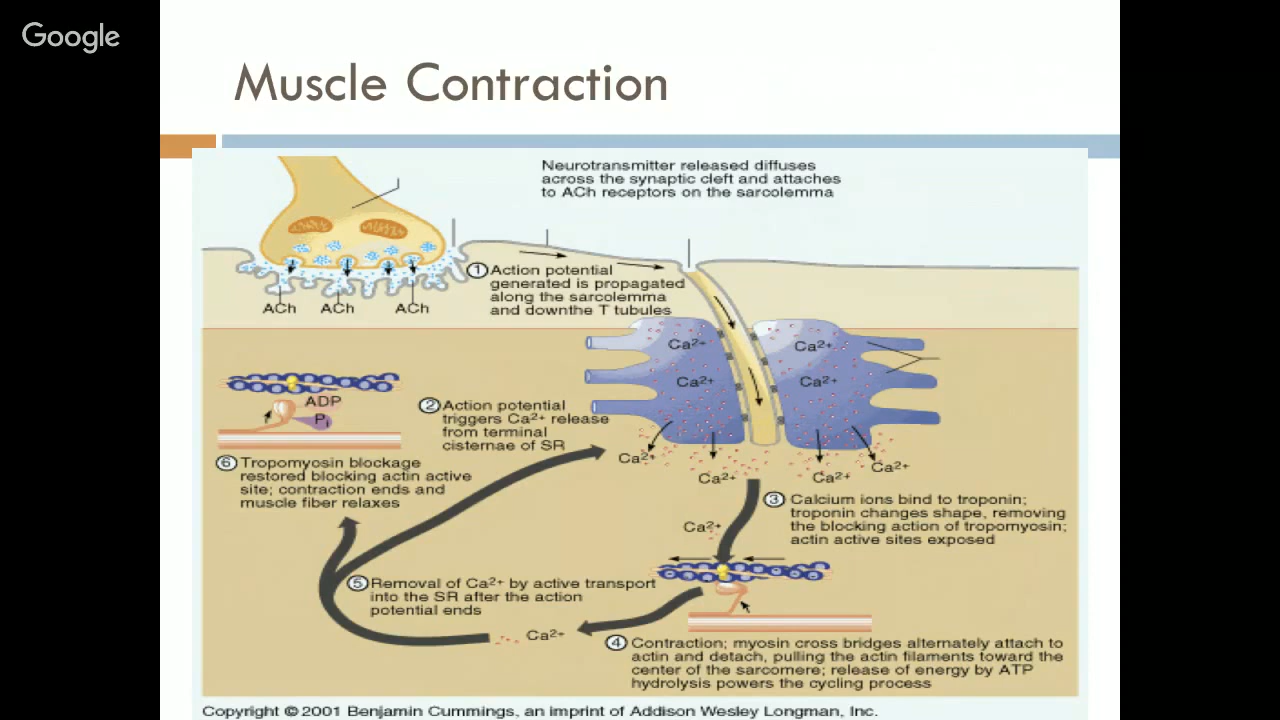 Google
Muscle Contraction
Neurotransmitter released diffuses
across the synaptic cleft and attaches
to ACh receptors on the sarcolemma
① Action potential
generated is propagated
along the sarcolemma
and downthe T tubules
ACh ACh ACh
Ca²⁺ Ca²⁺
Ca²⁺ Ca²⁺
ADP
Pᵢ
② Action potential
triggers Ca²⁺ release
from terminal
cisternae of SR
Ca²⁺ Ca²⁺ Ca²⁺ Ca²⁺
⑥ Tropomyosin blockage
restored blocking actin active
site; contraction ends and
muscle fiber relaxes
③ Calcium ions bind to troponin;
troponin changes shape, removing
the blocking action of tropomyosin;
actin active sites exposed
Ca²⁺
⑤ Removal of Ca²⁺ by active transport
into the SR after the action
potential ends
Ca²⁺
④ Contraction; myosin cross bridges alternately attach to
actin and detach, pulling the actin filaments toward the
center of the sarcomere; release of energy by ATP
hydrolysis powers the cycling process
Copyright © 2001 Benjamin Cummings, an imprint of Addison Wesley Longman, Inc.